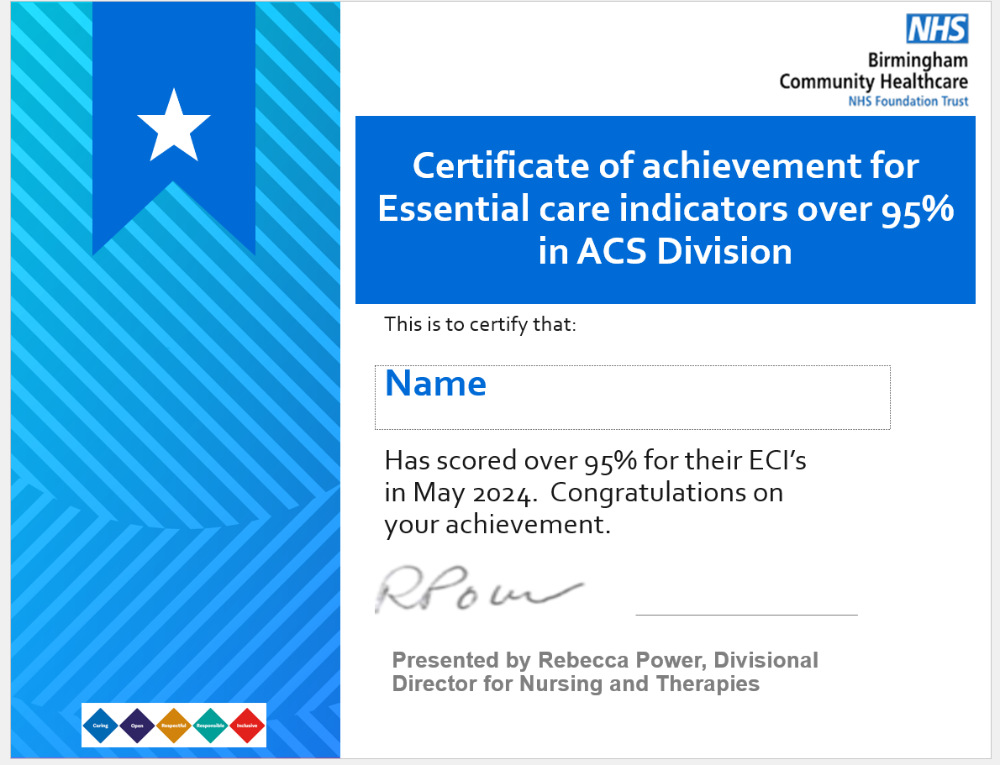 NHS
Birmingham
Community Healthcare
NHS Foundation Trust
Certificate of achievement for
Essential care indicators over 95%
in ACS Division
This is to certify that:
Name
Has scored over 95% for their ECI’s
in May 2024.  Congratulations on
your achievement.
RPower
Presented by Rebecca Power, Divisional
Director for Nursing and Therapies
Caring Open Respectful Responsible Inclusive